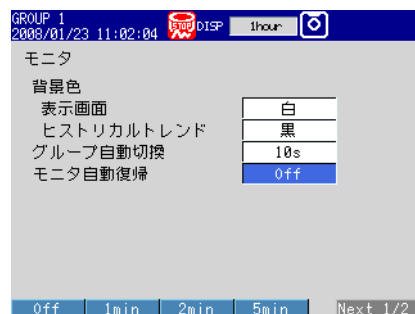 GROUP 1
2008/01/23 11:02:04 STOP DISP 1hour
モニタ
背景色
表示画面 白
ヒストリカルトレンド 黒
グループ自動切換 10s
モニタ自動復帰 Off
Off 1min 2min 5min Next 1/2